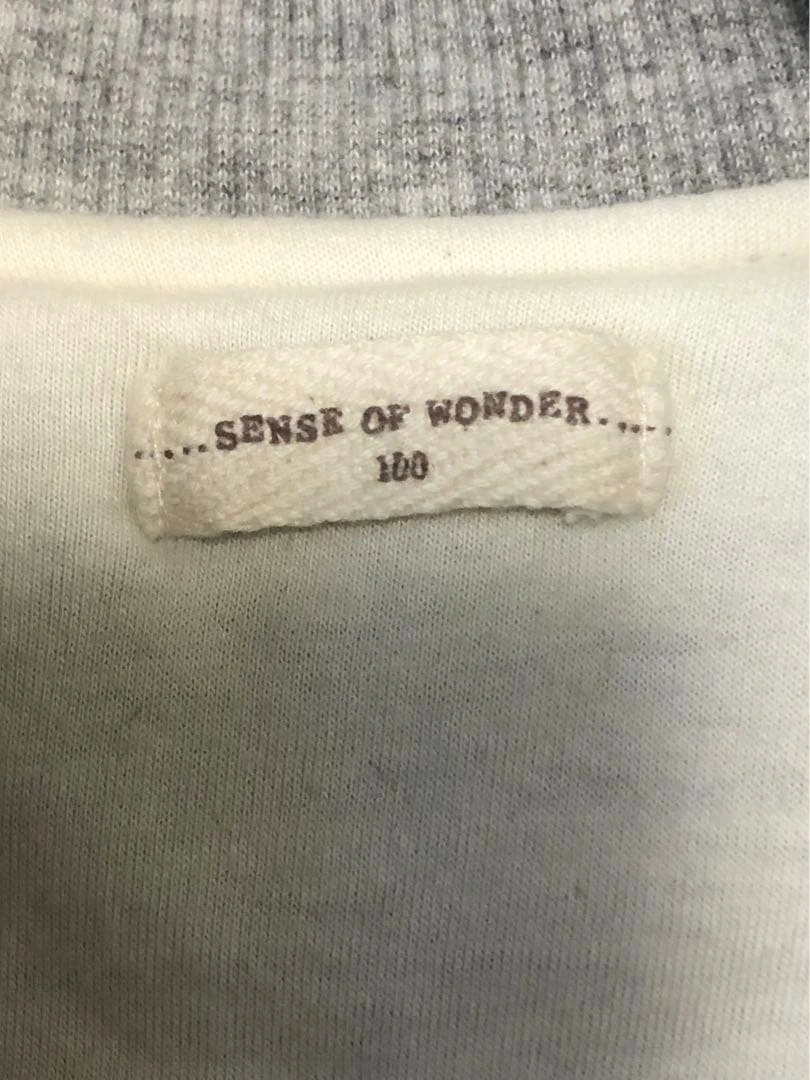 .....SENSE OF WONDER.....
100